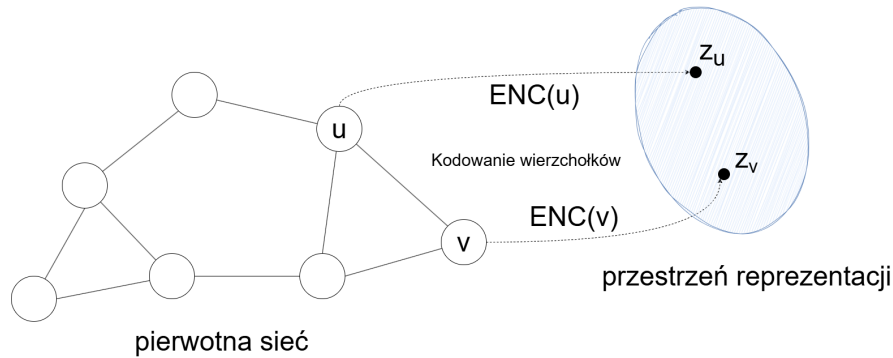 z_u
ENC(u)
u
Kodowanie wierzchołków
z_v
ENC(v)
v
przestrzeń reprezentacji
pierwotna sieć